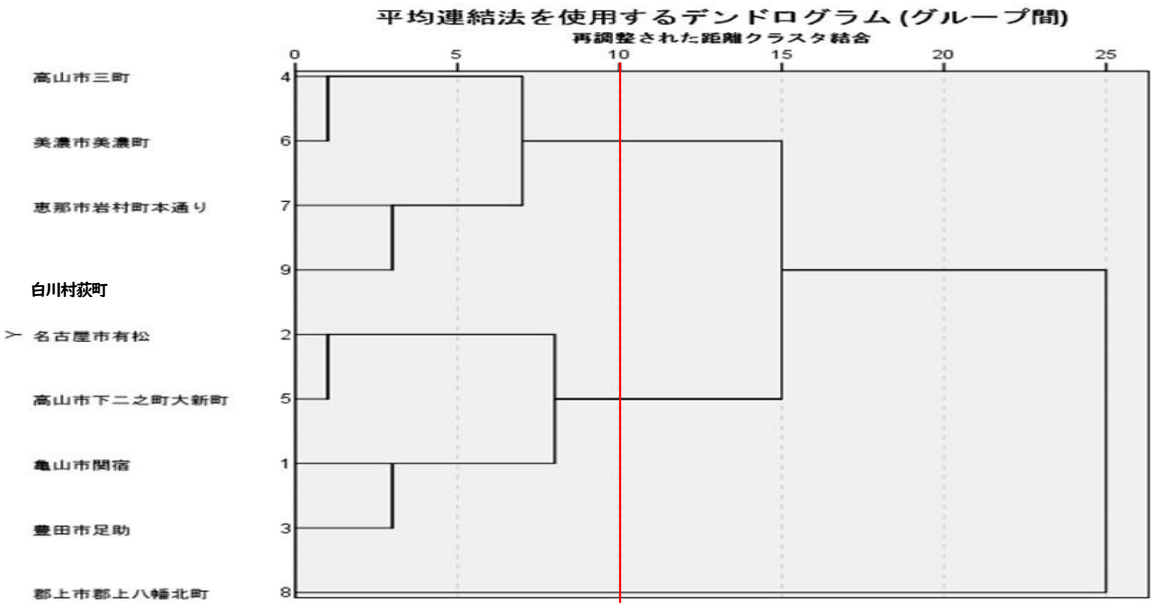 平均連結法を使用するデンドログラム (グループ間)
再調整された距離クラスタ結合
0 5 10 15 20 25
高山市三町 4
美濃市美濃町 6
恵那市岩村町本通り 7
9
白川村荻町
Y
名古屋市有松 2
高山市下二之町大新町 5
亀山市関宿 1
豊田市足助 3
郡上市郡上八幡北町 8